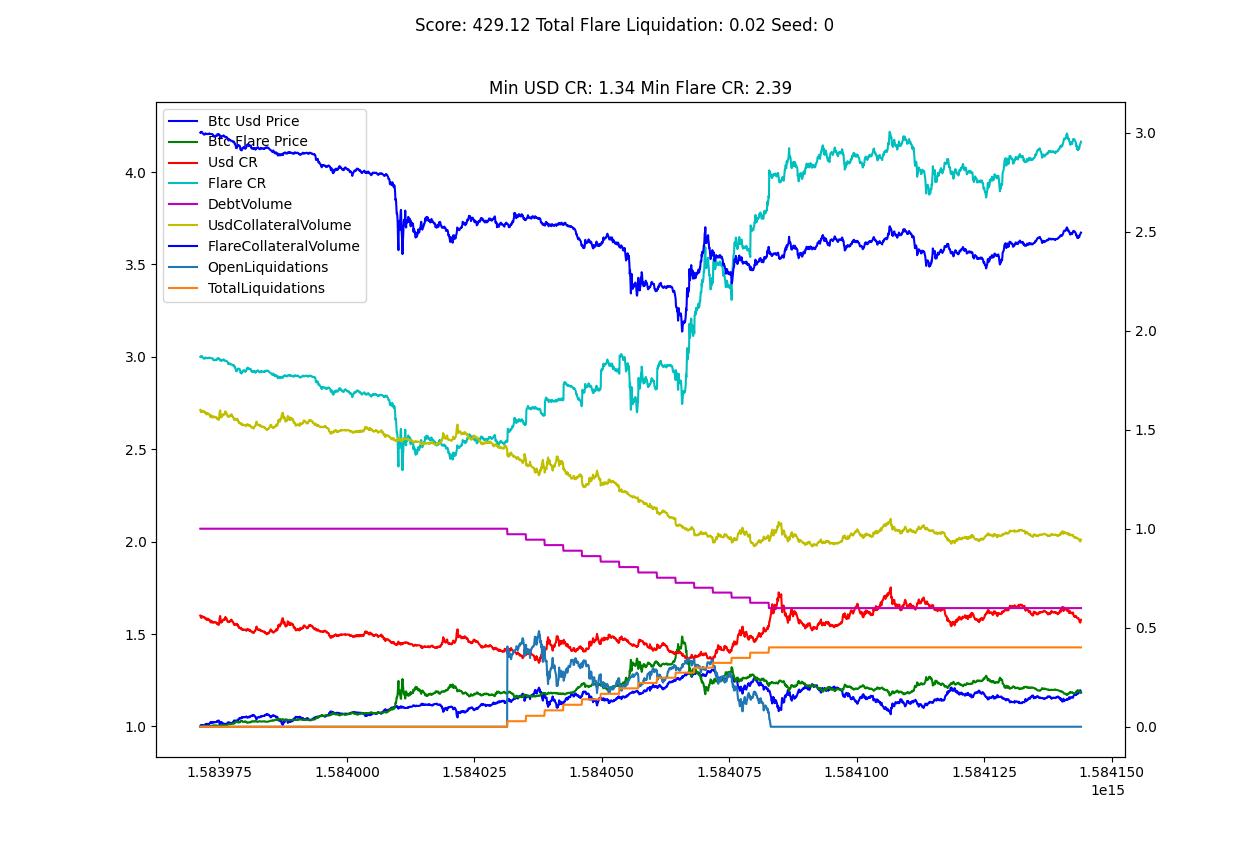 Score: 429.12 Total Flare Liquidation: 0.02 Seed: 0
Min USD CR: 1.34 Min Flare CR: 2.39
Btc Usd Price
Btc Flare Price
Usd CR
Flare CR
DebtVolume
UsdCollateralVolume
FlareCollateralVolume
OpenLiquidations
TotalLiquidations
4.0
3.5
3.0
2.5
2.0
1.5
1.0
3.0
2.5
2.0
1.5
1.0
0.5
0.0
1.583975 1.584000 1.584025 1.584050 1.584075 1.584100 1.584125 1.584150
1e15